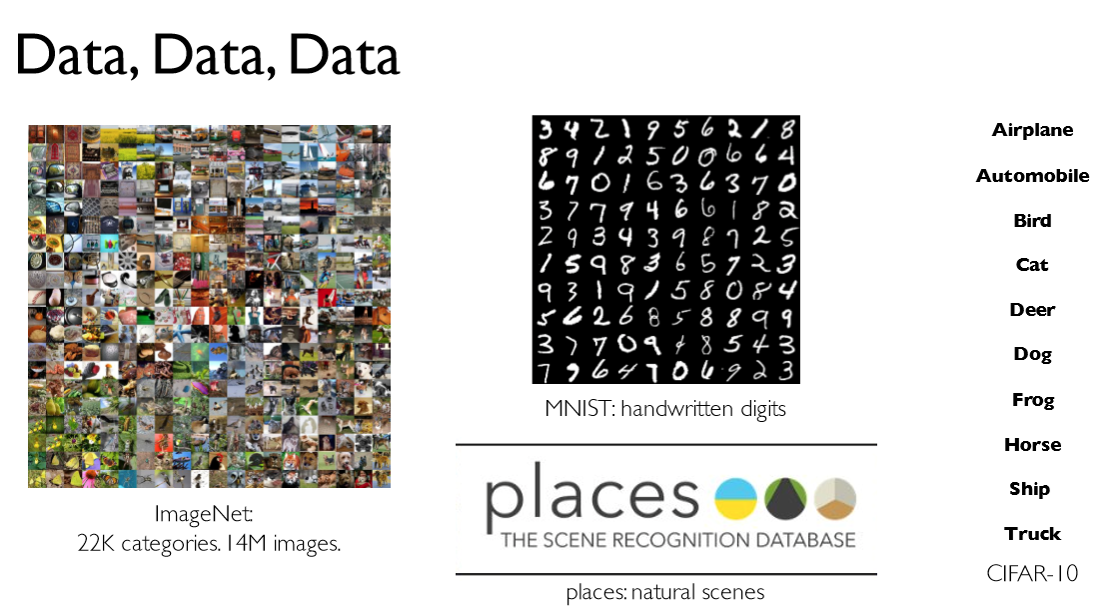 Data, Data, Data
ImageNet:
22K categories. 14M images.
3 4 2 1 9 5 6 2 1 8
8 9 1 2 5 0 0 6 6 4
6 7 0 1 6 3 6 3 7 0
3 7 7 9 4 6 6 1 8 2
2 9 3 4 3 9 8 7 2 5
1 5 9 8 3 6 5 7 2 3
9 3 1 9 1 5 8 0 8 4
5 6 2 6 8 5 8 8 9 9
3 7 7 0 9 4 8 5 4 3
7 9 6 4 7 0 6 9 2 3
MNIST: handwritten digits
places
THE SCENE RECOGNITION DATABASE
places: natural scenes
Airplane
Automobile
Bird
Cat
Deer
Dog
Frog
Horse
Ship
Truck
CIFAR-10